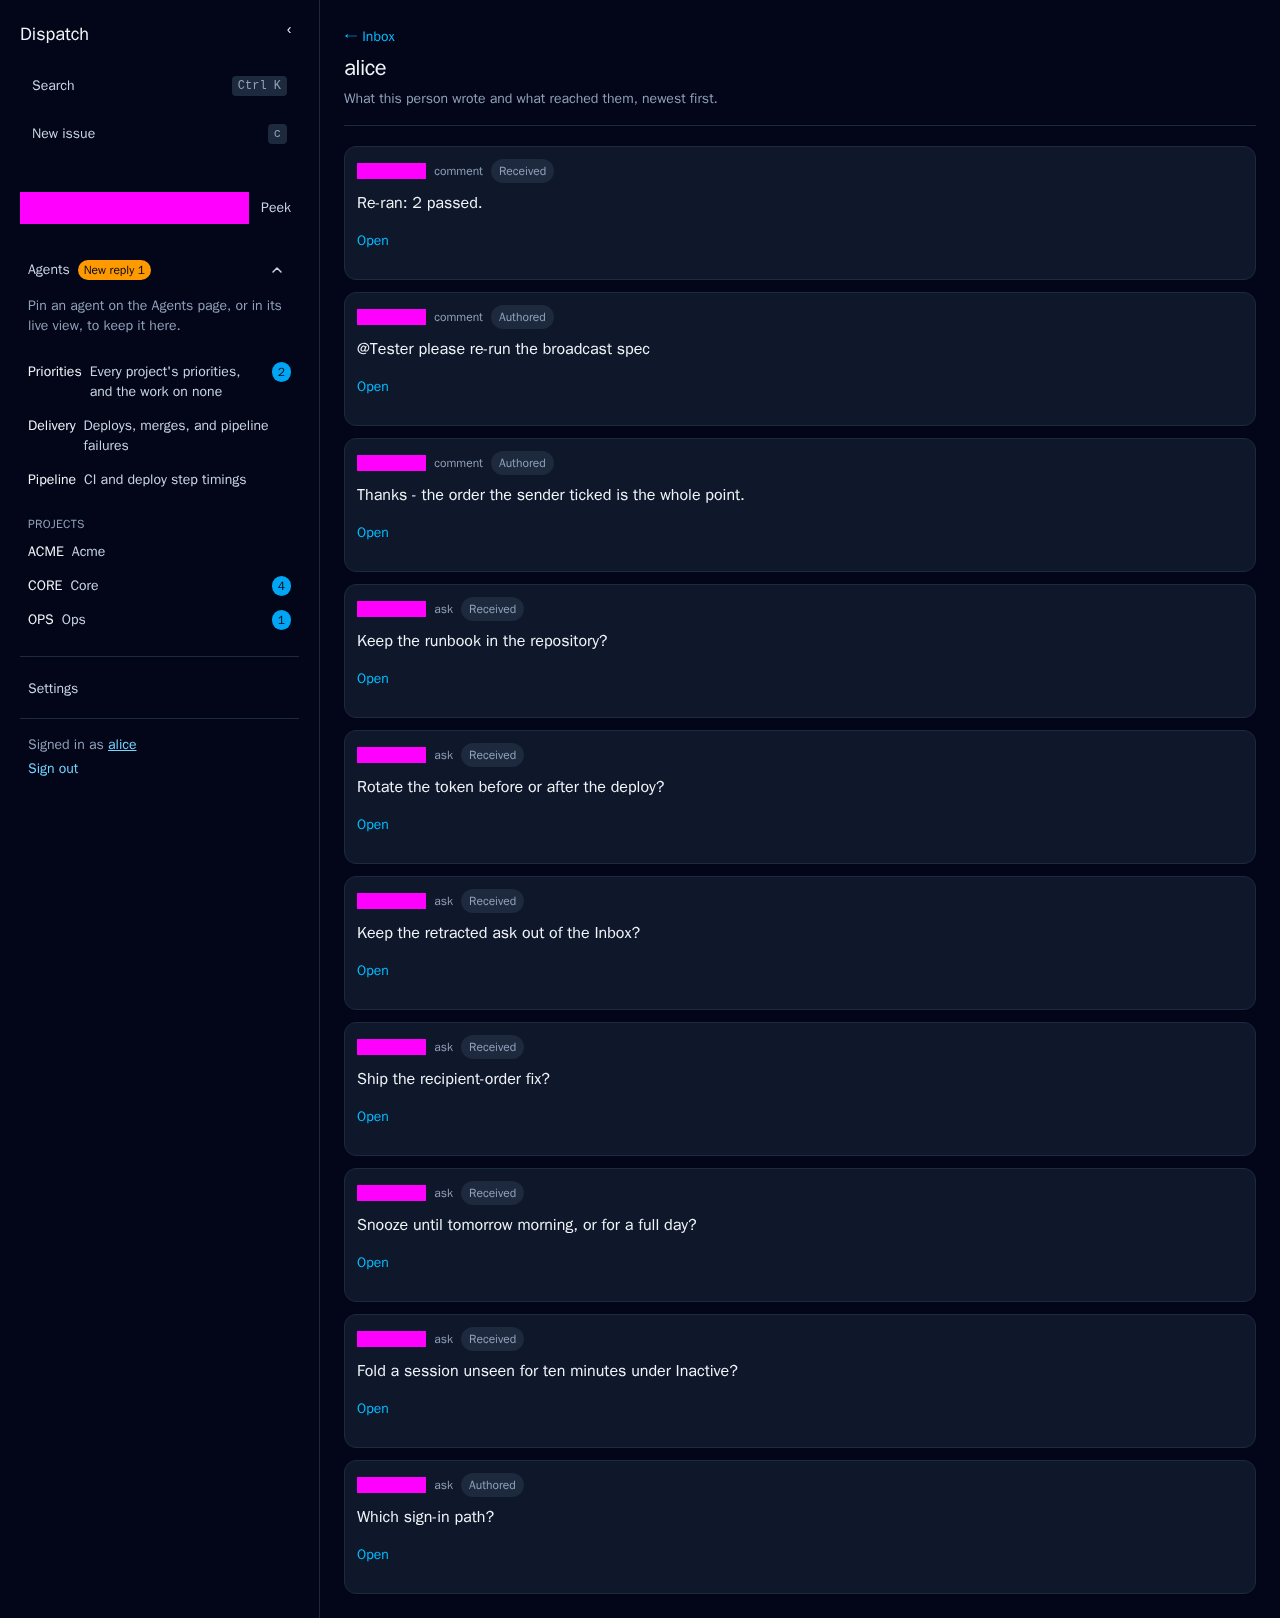 Dispatch
Search
Ctrl K
New issue
C
Peek
Agents
New reply 1
Pin an agent on the Agents page, or in its
live view, to keep it here.
Priorities
Every project's priorities,
and the work on none
2
Delivery
Deploys, merges, and pipeline
failures
Pipeline
CI and deploy step timings
PROJECTS
ACME Acme
CORE Core
4
OPS Ops
1
Settings
Signed in as alice
Sign out
← Inbox
alice
What this person wrote and what reached them, newest first.
comment Received
Re-ran: 2 passed.
Open
comment Authored
@Tester please re-run the broadcast spec
Open
comment Authored
Thanks - the order the sender ticked is the whole point.
Open
ask Received
Keep the runbook in the repository?
Open
ask Received
Rotate the token before or after the deploy?
Open
ask Received
Keep the retracted ask out of the Inbox?
Open
ask Received
Ship the recipient-order fix?
Open
ask Received
Snooze until tomorrow morning, or for a full day?
Open
ask Received
Fold a session unseen for ten minutes under Inactive?
Open
ask Authored
Which sign-in path?
Open